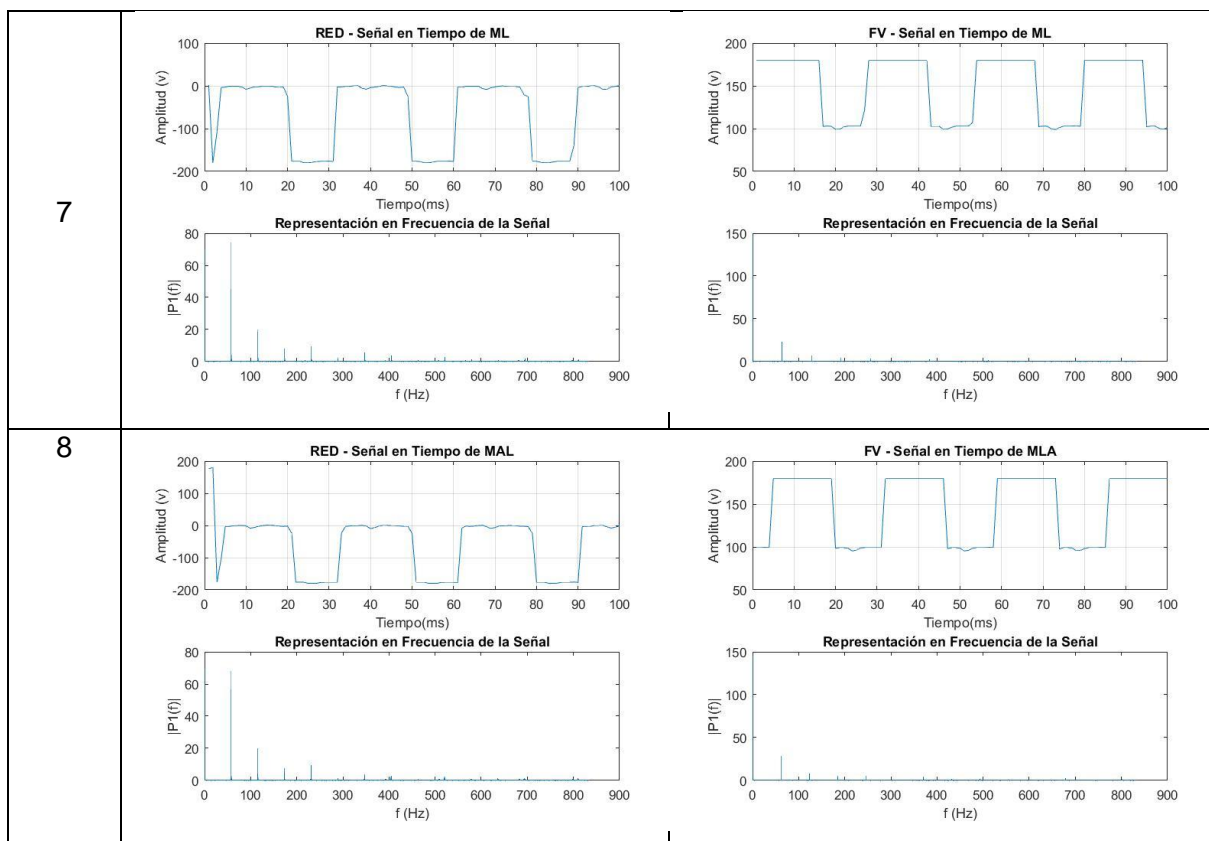 7
RED - Señal en Tiempo de ML
Amplitud (v)
100
0
-100
-200
0 10 20 30 40 50 60 70 80 90 100
Tiempo(ms)
Representación en Frecuencia de la Señal
|P1(f)|
80
60
40
20
0
0 100 200 300 400 500 600 700 800 900
f (Hz)
FV - Señal en Tiempo de ML
Amplitud (v)
200
150
100
50
0 10 20 30 40 50 60 70 80 90 100
Tiempo(ms)
Representación en Frecuencia de la Señal
|P1(f)|
150
100
50
0
0 100 200 300 400 500 600 700 800 900
f (Hz)
8
RED - Señal en Tiempo de MAL
Amplitud (v)
200
100
0
-100
-200
0 10 20 30 40 50 60 70 80 90 100
Tiempo(ms)
Representación en Frecuencia de la Señal
|P1(f)|
80
60
40
20
0
0 100 200 300 400 500 600 700 800 900
f (Hz)
FV - Señal en Tiempo de MLA
Amplitud (v)
200
150
100
50
0 10 20 30 40 50 60 70 80 90 100
Tiempo(ms)
Representación en Frecuencia de la Señal
|P1(f)|
150
100
50
0
0 100 200 300 400 500 600 700 800 900
f (Hz)